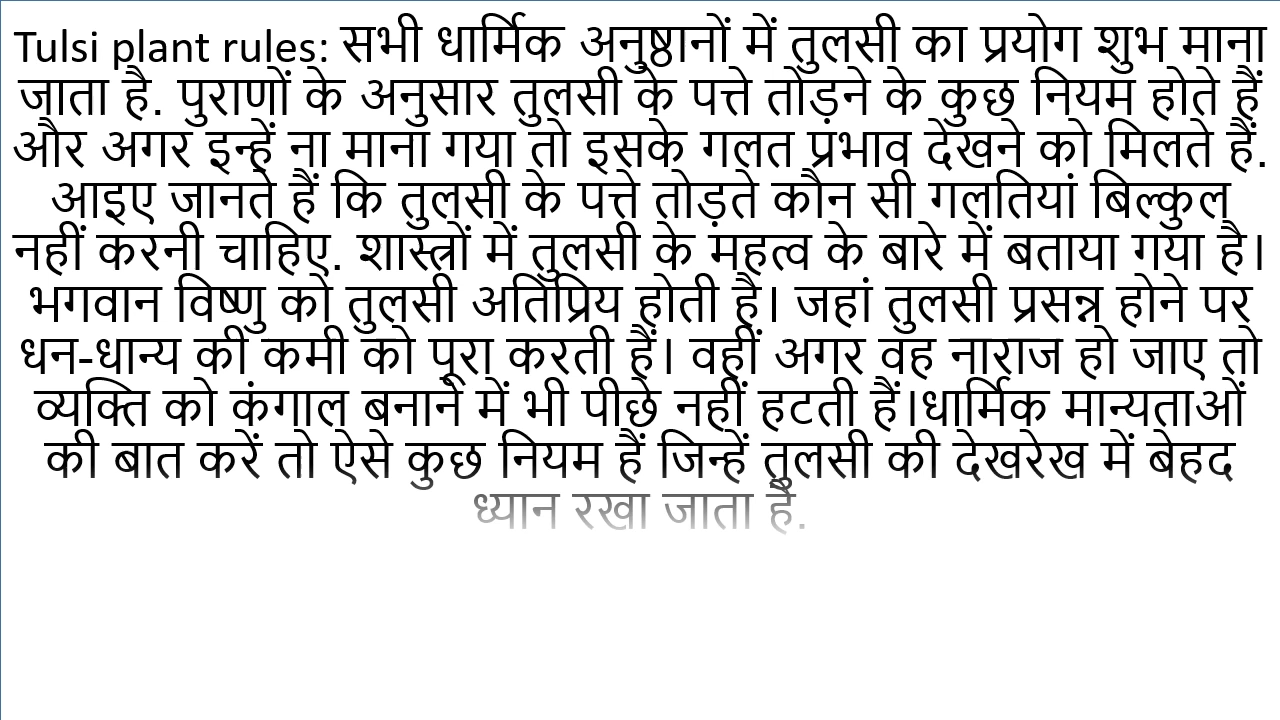 Tulsi plant rules: सभी धार्मिक अनुष्ठानों में तुलसी का प्रयोग शुभ माना
जाता है. पुराणों के अनुसार तुलसी के पत्ते तोड़ने के कुछ नियम होते हैं
और अगर इन्हें ना माना गया तो इसके गलत प्रभाव देखने को मिलते हैं.
आइए जानते हैं कि तुलसी के पत्ते तोड़ते कौन सी गलतियां बिल्कुल
नहीं करनी चाहिए. शास्त्रों में तुलसी के महत्व के बारे में बताया गया है।
भगवान विष्णु को तुलसी अतिप्रिय होती है। जहां तुलसी प्रसन्न होने पर
धन-धान्य की कमी को पूरा करती हैं। वहीं अगर वह नाराज हो जाए तो
व्यक्ति को कंगाल बनाने में भी पीछे नहीं हटती हैं।धार्मिक मान्यताओं
की बात करें तो ऐसे कुछ नियम हैं जिन्हें तुलसी की देखरेख में बेहद
ध्यान रखा जाता है.